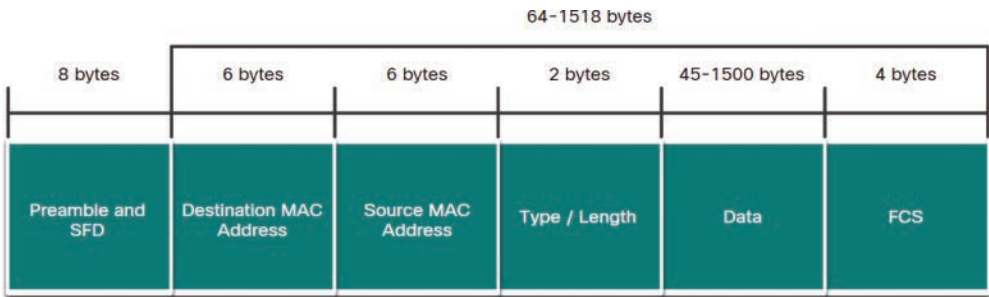 64-1518 bytes
8 bytes
6 bytes
6 bytes
2 bytes
45-1500 bytes
4 bytes
Preamble and
SFD
Destination MAC
Address
Source MAC
Address
Type / Length
Data
FCS